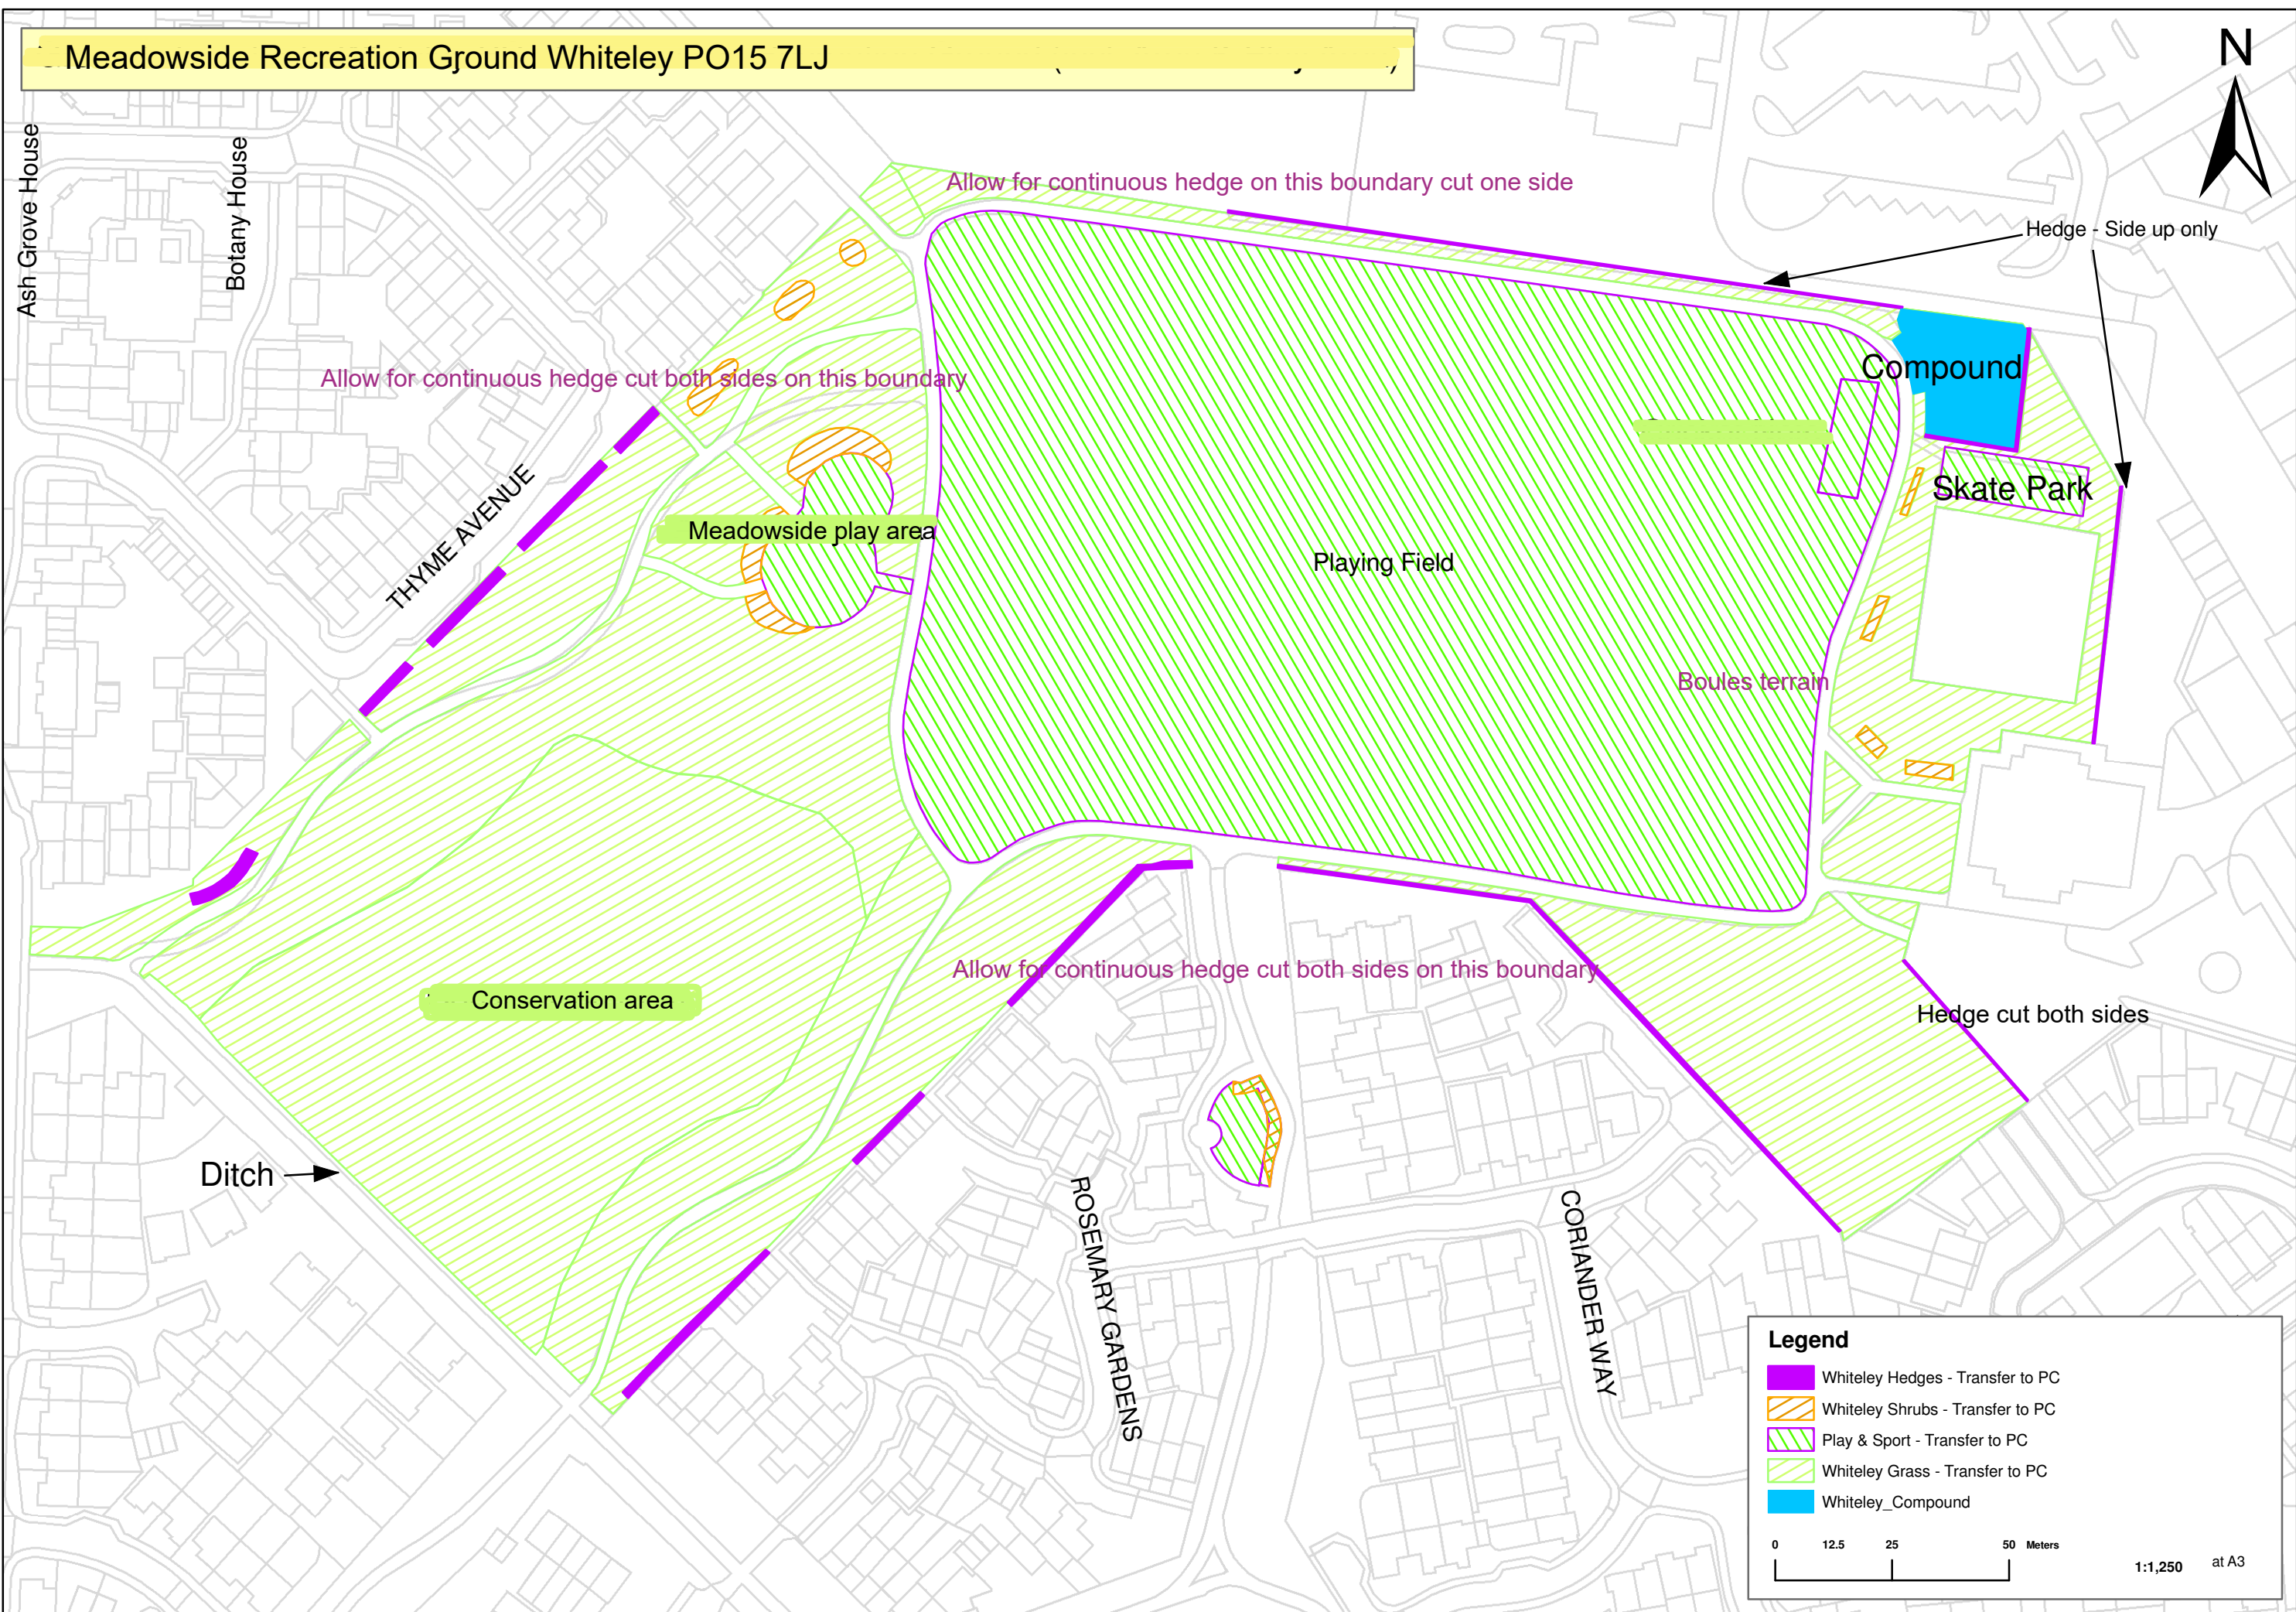 Meadowside Recreation Ground Whiteley PO15 7LJ
N
Ash Grove House
Botany House
Allow for continuous hedge on this boundary cut one side
Hedge - Side up only
Compound
Allow for continuous hedge cut both sides on this boundary
THYME AVENUE
Skate Park
Meadowside play area
Playing Field
Boules terrain
Allow for continuous hedge cut both sides on this boundary
Conservation area
Hedge cut both sides
Ditch
ROSEMARY GARDENS
CORIANDER WAY
Legend
Whiteley Hedges - Transfer to PC
Whiteley Shrubs - Transfer to PC
Play & Sport - Transfer to PC
Whiteley Grass - Transfer to PC
Whiteley_Compound
0 12.5 25 50 Meters
1:1,250 at A3